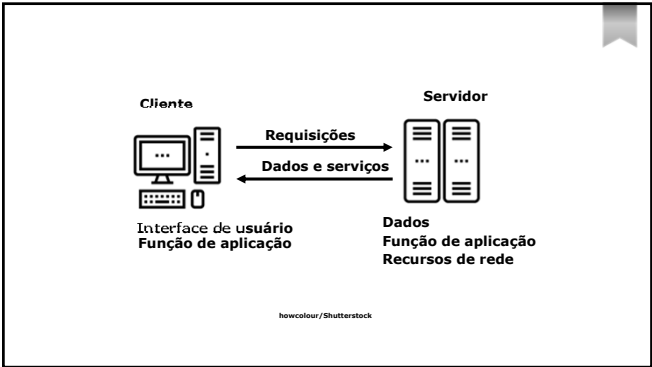 Cliente
Servidor
Requisições
Dados e serviços
Interface de usuário
Função de aplicação
Dados
Função de aplicação
Recursos de rede
howcolour/Shutterstock